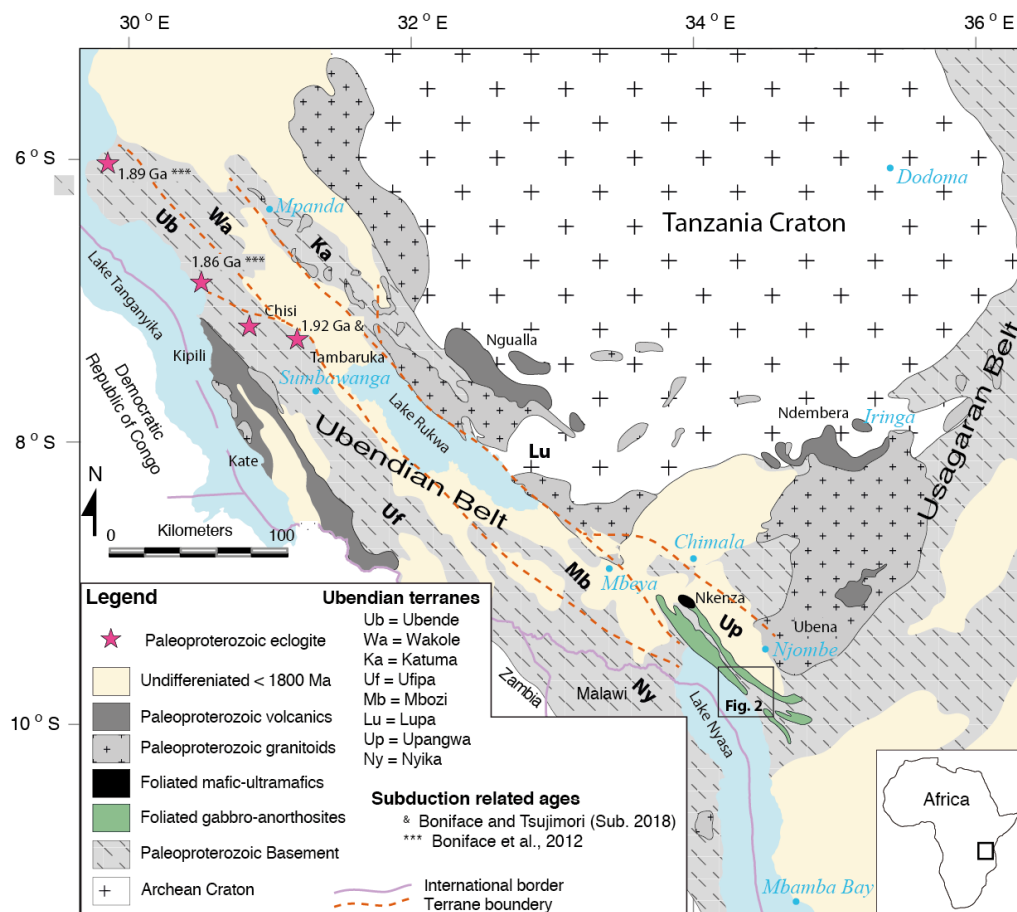 30 ° E
32 ° E
34 ° E
36 ° E
6 ° S
8 ° S
10 ° S
1.89 Ga ***
Ub
Wa
Mpanda
Ka
1.86 Ga ***
Chisi
1.92 Ga &
Tambaruka
Lake Tanganyika
Kipili
Sumbawanga
Democratic
Republic of Congo
Kate
Ubendian Belt
Uf
Lake Rukwa
Tanzania Craton
Dodoma
Ngualla
Ndembera
Iringa
Usagaran Belt
Lu
Chimala
Mb
Mbeya
Nkenza
Up
Ubena
Njombe
Zambia
Malawi
Ny
Lake Nyasa
Fig. 2
Mbamba Bay
N
Kilometers
0
100
Legend
Paleoproterozoic eclogite
Undifereniated < 1800 Ma
Paleoproterozoic volcanics
Paleoproterozoic granitoids
Foliated mafic-ultramafics
Foliated gabbro-anorthosites
Paleoproterozoic Basement
Archean Craton
Ubendian terranes
Ub = Ubende
Wa = Wakole
Ka = Katuma
Uf = Ufipa
Mb = Mbozi
Lu = Lupa
Up = Upangwa
Ny = Nyika
Subduction related ages
& Boniface and Tsujimori (Sub. 2018)
*** Boniface et al., 2012
International border
Terrane boundary
Africa